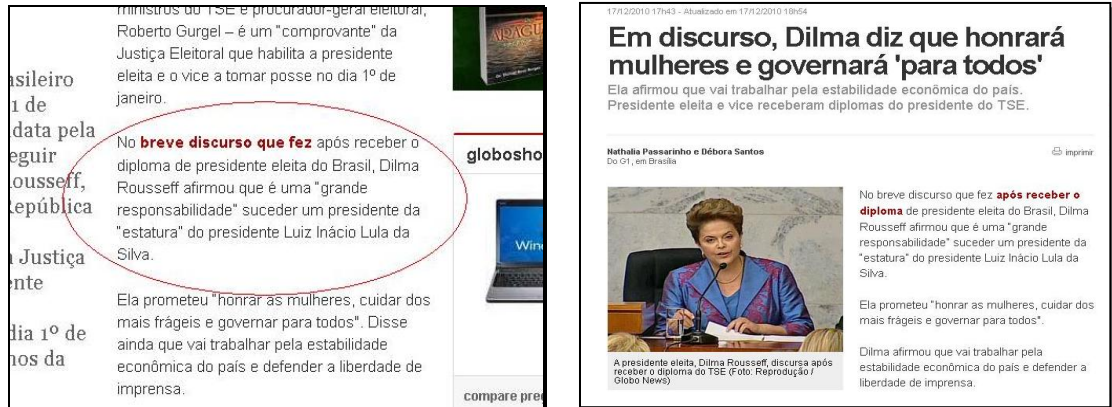 ministros do TSE e procurador-geral eleitoral,
Roberto Gurgel – é um "comprovante" da
Justiça Eleitoral que habilita a presidente
eleita e o vice a tomar posse no dia 1º de
janeiro.
No breve discurso que fez após receber o
diploma de presidente eleita do Brasil, Dilma
Rousseff afirmou que é uma "grande
responsabilidade" suceder um presidente da
"estatura" do presidente Luiz Inácio Lula da
Silva.
Ela prometeu "honrar as mulheres, cuidar dos
mais frágeis e governar para todos". Disse
ainda que vai trabalhar pela estabilidade
econômica do país e defender a liberdade de
imprensa.
asileiro
1 de
data pela
eguir
ousseff,
República
Justiça
ente
dia 1º de
nos da
ARAGU
globosho
Wind
compare pre
17/12/2010 17h43 - Atualizado em 17/12/2010 18h54
Em discurso, Dilma diz que honrará
mulheres e governará 'para todos'
Ela afirmou que vai trabalhar pela estabilidade econômica do país.
Presidente eleita e vice receberam diplomas do presidente do TSE.
Nathalia Passarinho e Débora Santos
Do G1, em Brasília
imprimir
A presidente eleita, Dilma Rousseff, discursa após
receber o diploma do TSE (Foto: Reprodução /
Globo News)
No breve discurso que fez após receber o
diploma de presidente eleita do Brasil, Dilma
Rousseff afirmou que é uma "grande
responsabilidade" suceder um presidente da
"estatura" do presidente Luiz Inácio Lula da
Silva.
Ela prometeu "honrar as mulheres, cuidar dos
mais frágeis e governar para todos".
Dilma afirmou que vai trabalhar pela
estabilidade econômica do país e defender a
liberdade de imprensa.